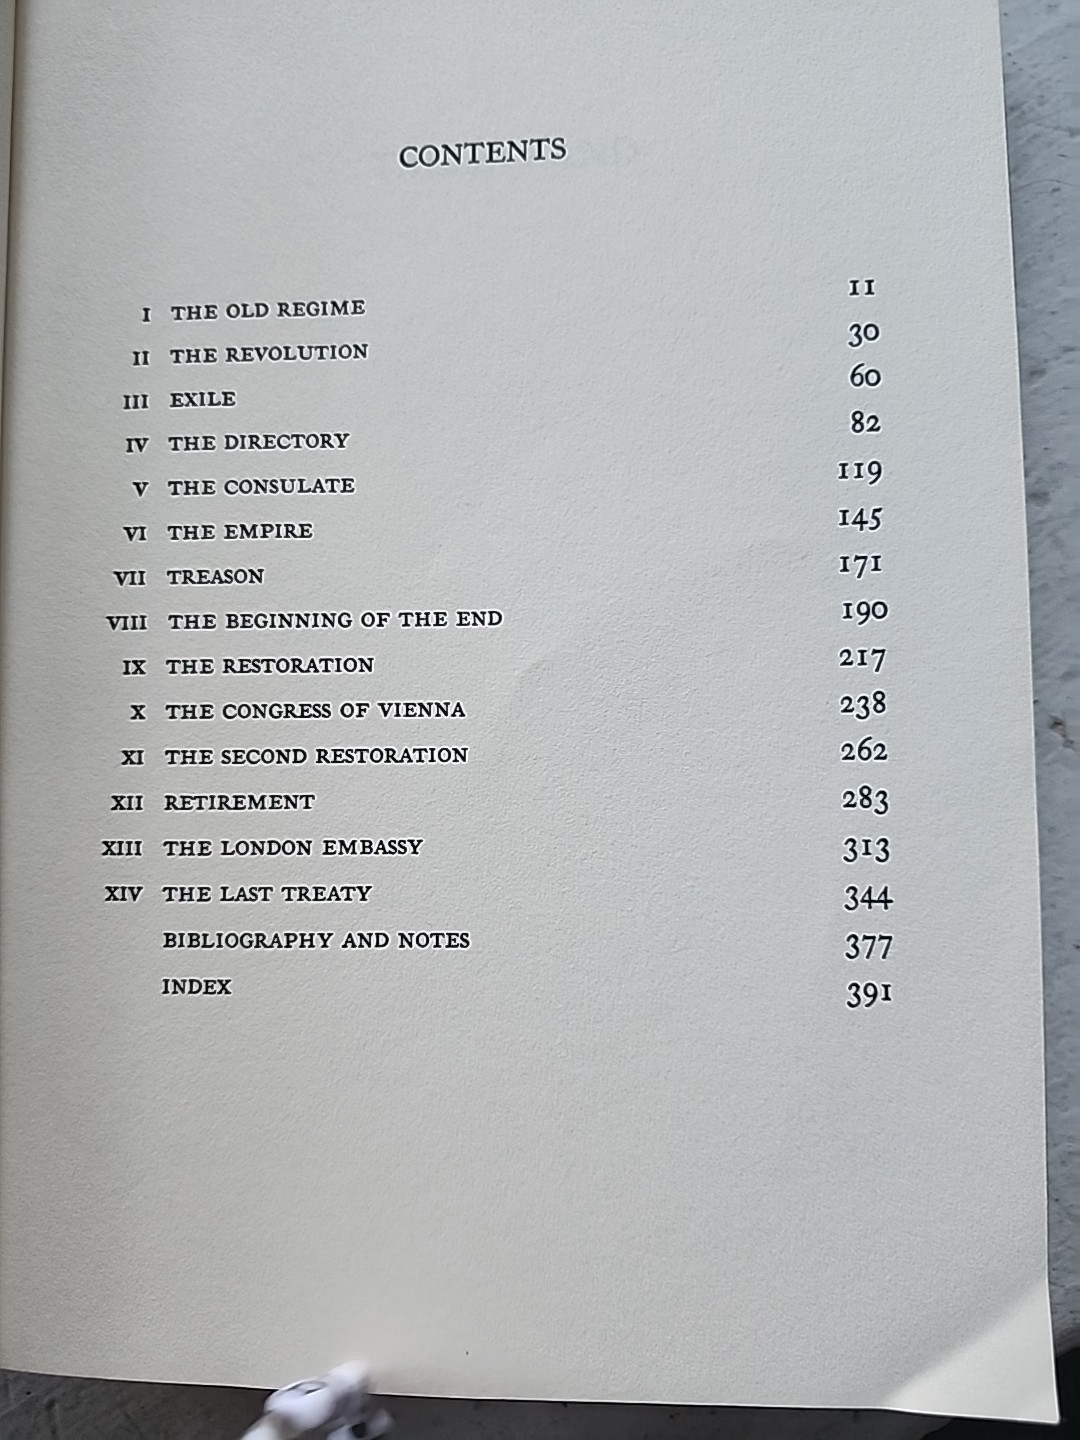 CONTENTS
I THE OLD REGIME 11
II THE REVOLUTION 30
III EXILE 60
IV THE DIRECTORY 82
V THE CONSULATE 119
VI THE EMPIRE 145
VII TREASON 171
VIII THE BEGINNING OF THE END 190
IX THE RESTORATION 217
X THE CONGRESS OF VIENNA 238
XI THE SECOND RESTORATION 262
XII RETIREMENT 283
XIII THE LONDON EMBASSY 313
XIV THE LAST TREATY 344
BIBLIOGRAPHY AND NOTES 377
INDEX 391